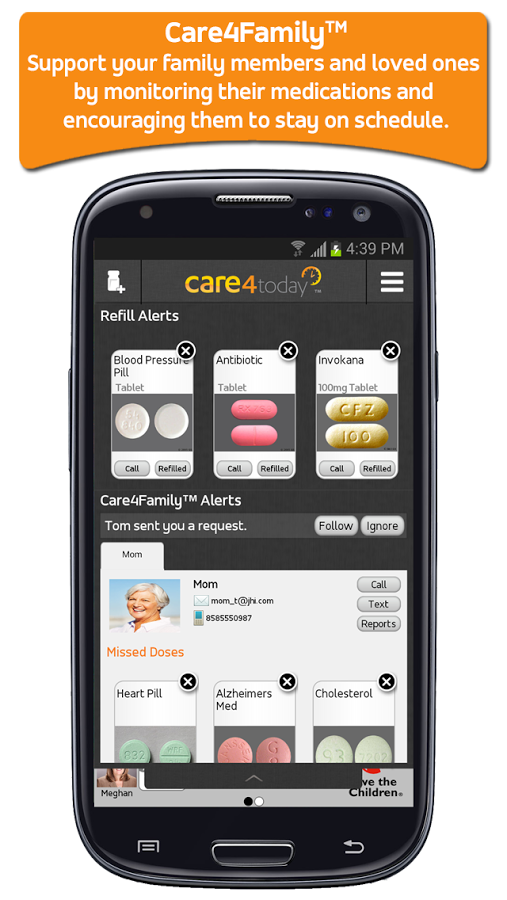 Care4Family™
Support your family members and loved ones
by monitoring their medications and
encouraging them to stay on schedule.
4:39 PM
care4today™
Refill Alerts
Blood Pressure
Pill
Tablet
Call Refilled
Antibiotic
Tablet
Call Refilled
Invokana
100mg Tablet
CFZ
100
Call Refilled
Care4Family™ Alerts
Tom sent you a request.
Follow Ignore
Mom
Mom
mom_t@jhi.com
8585550987
Call
Text
Reports
Missed Doses
Heart Pill
832
Alzheimers
Med
Cholesterol
Meghan
ve the
Children®